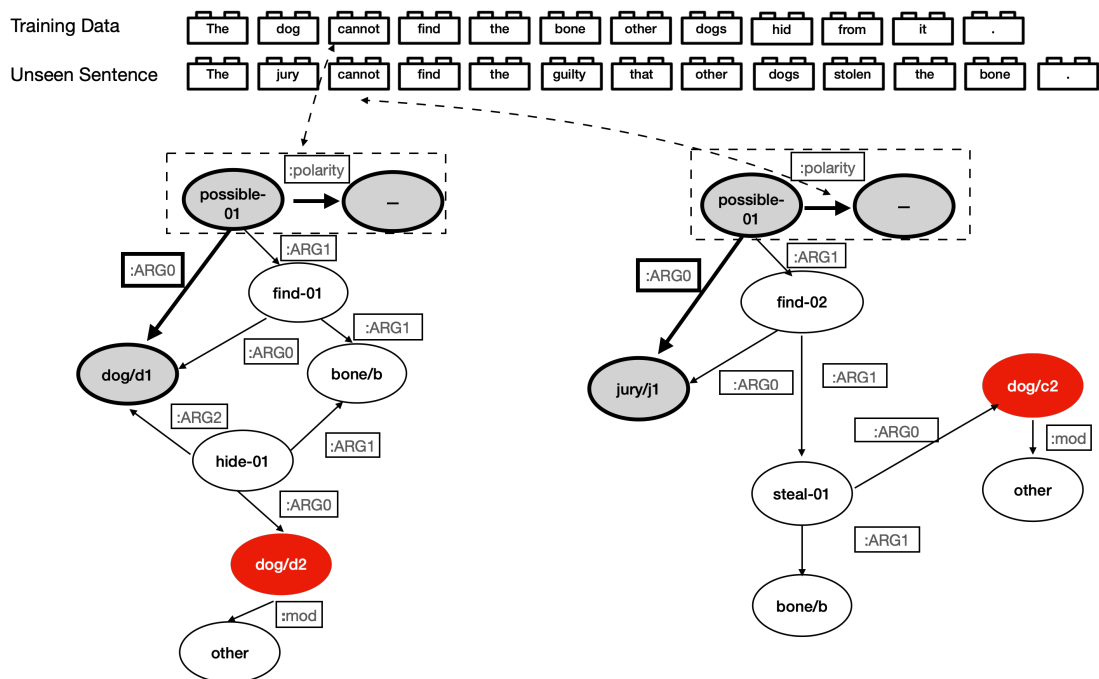 Training Data The dog cannot find the bone other dogs hid from it .
Unseen Sentence The jury cannot find the guilty that other dogs stolen the bone .
:polarity
possible-
01
–
:ARG0
:ARG1
find-01
:ARG1
:ARG0
dog/d1
bone/b
:ARG2
:ARG1
hide-01
:ARG0
dog/d2
:mod
other
:polarity
possible-
01
–
:ARG0
:ARG1
find-02
:ARG0
:ARG1
jury/j1
dog/c2
:ARG0
:mod
steal-01
other
:ARG1
bone/b